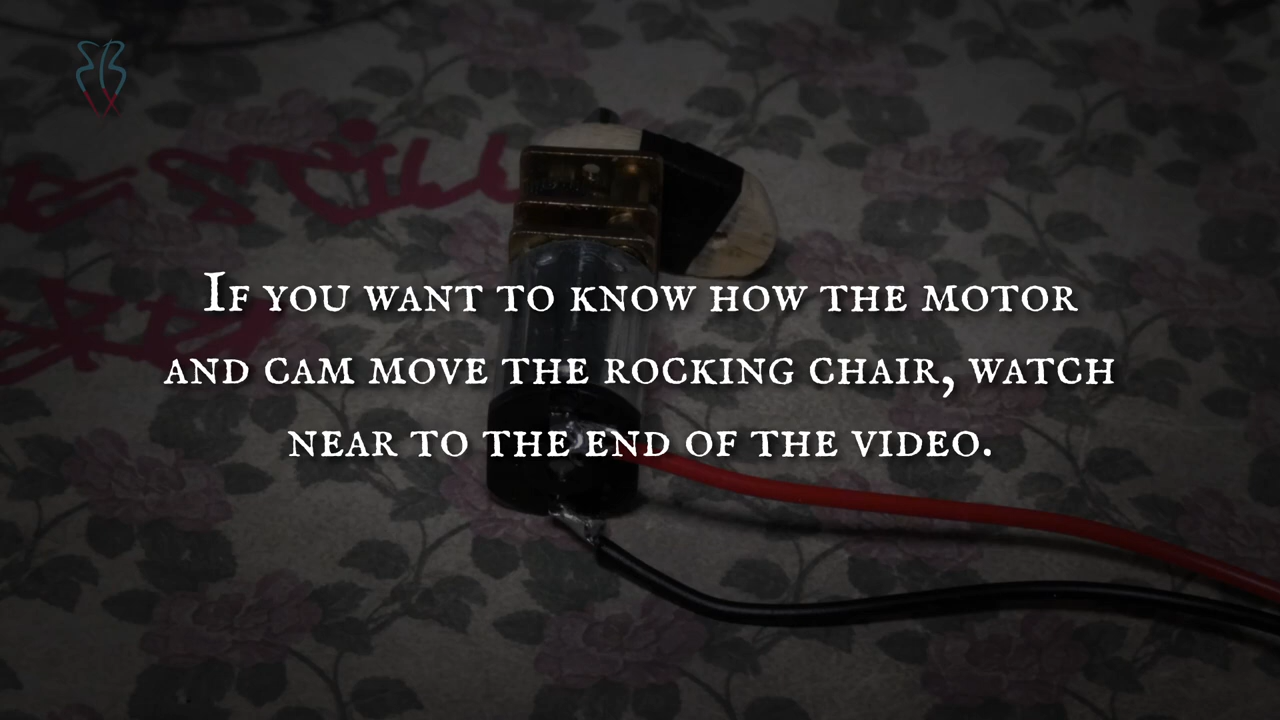 STILL
If you want to know how the motor
and cam move the rocking chair, watch
near to the end of the video.